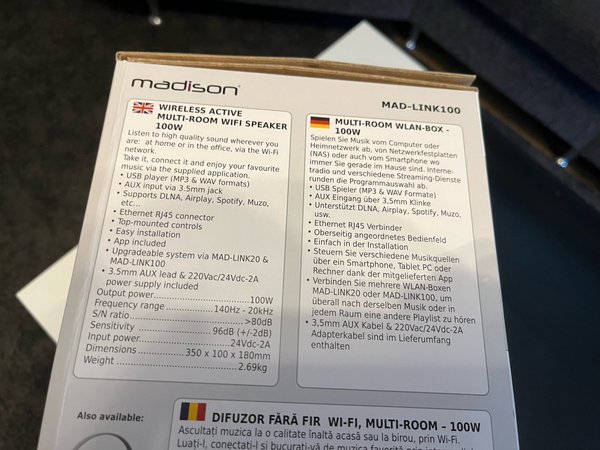 madison
MAD-LINK100
WIRELESS ACTIVE
MULTI-ROOM WIFI SPEAKER
100W
Listen to high quality sound wherever you
are: at home or in the office, via the Wi-Fi
network.
Take it, connect it and enjoy your favourite
music via the supplied application.
• USB player (MP3 & WAV formats)
• AUX input via 3.5mm jack
• Supports DLNA, Airplay, Spotify, Muzo,
etc...
• Ethernet RJ45 connector
• Top-mounted controls
• Easy installation
• App included
• Upgradeable system via MAD-LINK20 &
MAD-LINK100
• 3.5mm AUX lead & 220Vac/24Vdc-2A
power supply included
Output power................................100W
Frequency range ................140Hz - 20kHz
S/N ratio........................................>80dB
Sensitivity ........................96dB (+/-2dB)
Input power............................24Vdc-2A
Dimensions ............350 x 100 x 180mm
Weight ........................................2.69kg
MULTI-ROOM WLAN-BOX -
100W
Spielen Sie Musik vom Computer oder
Heimnetzwerk ab, von Netzwerkfestplatten
(NAS) oder auch vom Smartphone wo
immer Sie gerade im Hause sind. Interne-
tradio und verschiedene Streaming-Dienste
runden die Programmauswahl ab.
• USB Spieler (MP3 & WAV Formate)
• AUX Eingang über 3,5mm Klinke
• Unterstützt DLNA, Airplay, Spotify, Muzo,
usw.
• Ethernet RJ45 Verbinder
• Oberseitig angeordnetes Bedienfeld
• Einfach in der Installation
• Steuern Sie verschiedene Musikquellen
über ein Smartphone, Tablet PC oder
Rechner dank der mitgelieferten App
• Verbinden Sie mehrere WLAN-Boxen
MAD-LINK20 oder MAD-LINK100, um
überall nach derselben Musik oder in
jedem Raum eine andere Playlist zu hören
• 3,5mm AUX Kabel & 220Vac/24Vdc-2A
Adapterkabel sind im Lieferumfang
enthalten
Also available:
DIFUZOR FĂRĂ FIR WI-FI, MULTI-ROOM – 100W
Ascultați muzica la o calitate înaltă acasă sau la birou, prin Wi-Fi.
Luați-l, conectați-l și bucurați-vă de muzica favorită prin